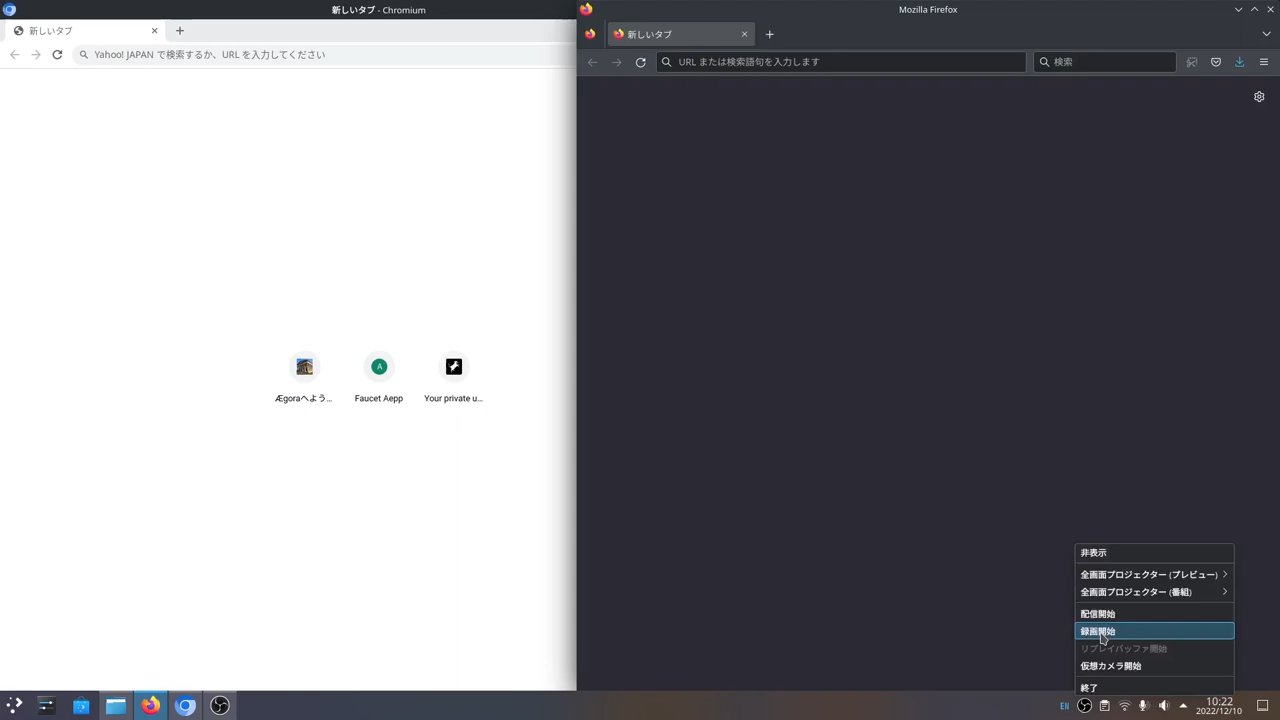 新しいタブ - Chromium
新しいタブ
Yahoo! JAPAN で検索するか、URL を入力してください
A
Ægoraへよう...
Faucet Aepp
Your private u...
Mozilla Firefox
新しいタブ
URL または検索語句を入力します
検索
非表示
全画面プロジェクター (プレビュー)
全画面プロジェクター (番組)
配信開始
録画開始
リプレイバッファ開始
仮想カメラ開始
終了
EN
10:22
2022/12/10